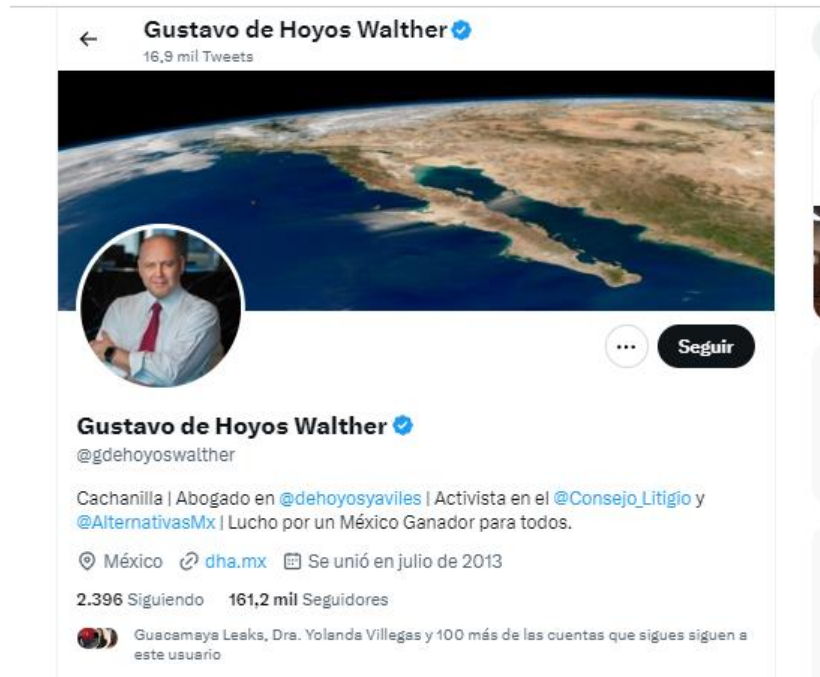 Gustavo de Hoyos Walther
16,9 mil Tweets
Seguir
Gustavo de Hoyos Walther
@gdehoyoswalther
Cachanilla | Abogado en @dehoyosyaviles | Activista en el @Consejo_Litigio y
@AlternativasMx | Lucho por un México Ganador para todos.
México dha.mx Se unió en julio de 2013
2.396 Siguiendo 161,2 mil Seguidores
Guacamaya Leaks, Dra. Yolanda Villegas y 100 más de las cuentas que sigues siguen a
este usuario